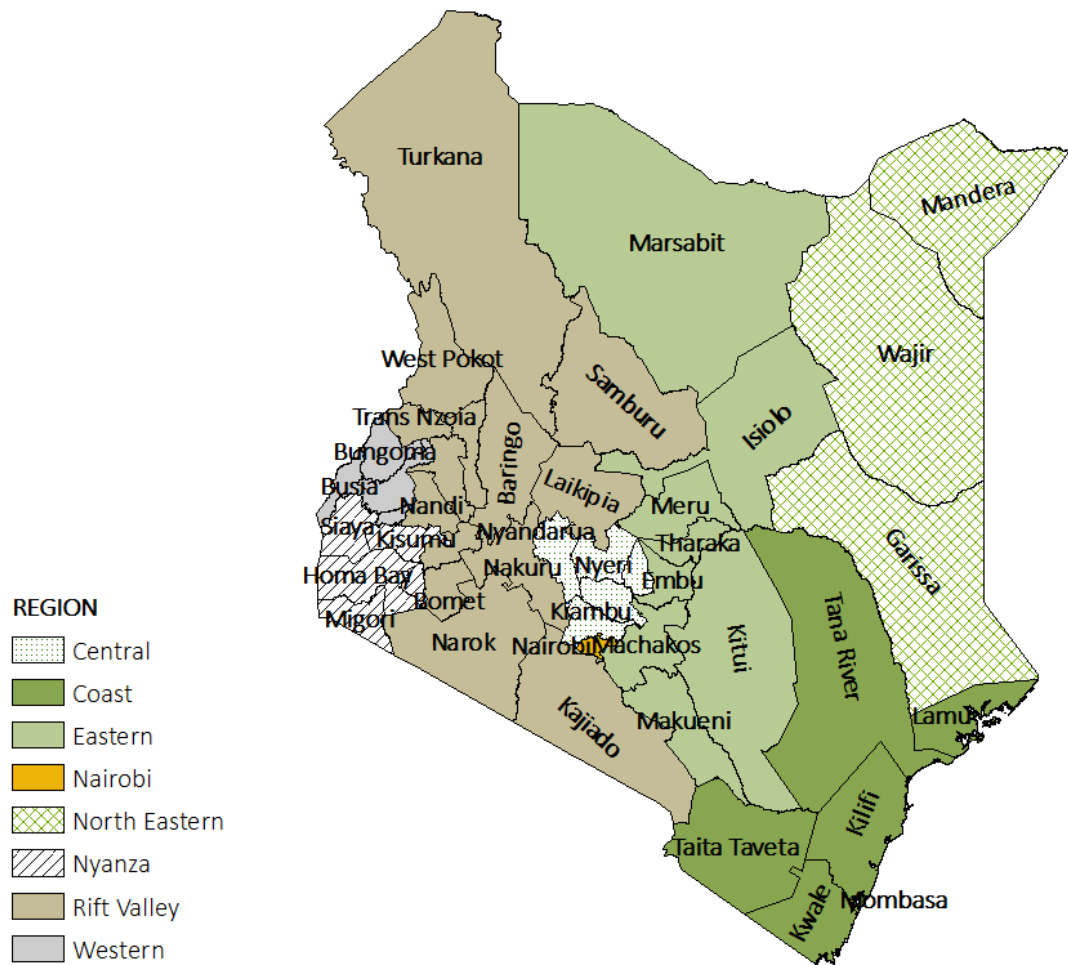 Turkana
Mandera
Marsabit
Wajir
West Pokot
Samburu
Trans Nzoia
Isiolo
Bungoma
Baringo
Busia
Laikipia
Nandi
Meru
Siaya
Kisumu
Nyandarua
Tharaka
Garissa
Homa Bay
Nakuru
Nyeri
Embu
Bomet
Kiambu
Migori
Narok
Nairobi
Machakos
Kitui
Tana River
Kajiado
Makueni
Lamu
Kilifi
Taita Taveta
Kwale
Mombasa
REGION
Central
Coast
Eastern
Nairobi
North Eastern
Nyanza
Rift Valley
Western